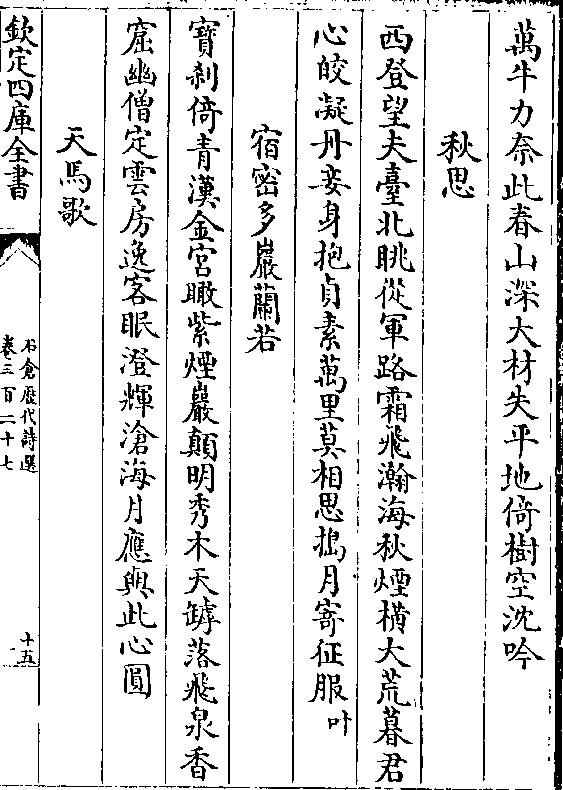 萬牛力奈此春山深大材失平地倚樹空沈吟
秋思
西登望夫臺北眺從軍路霜飛瀚海秋煙橫大荒暮君
心皎凝丹妾身抱貞素萬里莫相思擣月寄征服叶
宿密多巖蘭若
寶刹倚青漢金宮瞰紫煙巖顛明秀木天罅落飛泉香
窟幽僧定雲房逸客眠澄輝滄海月應與此心圓
天馬歌
欽定四庫全書
石倉歷代詩選
卷三百二十七
十五